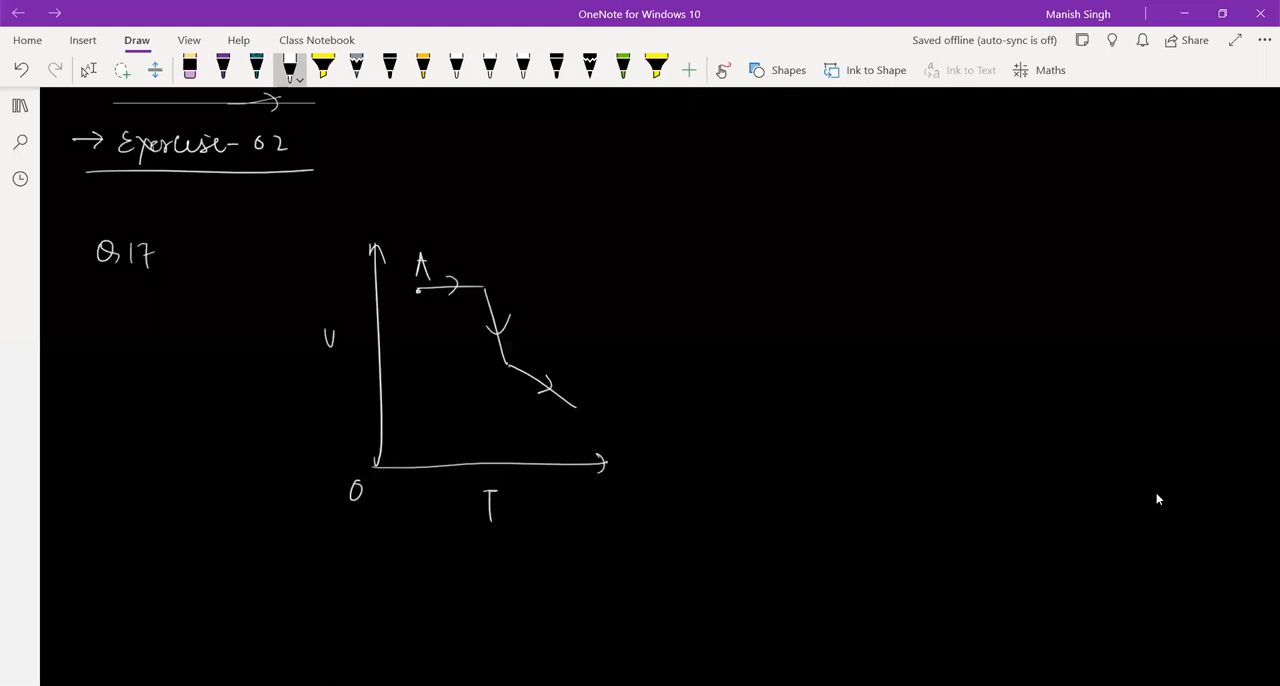 OneNote for Windows 10
Manish Singh
Home Insert Draw View Help Class Notebook
Saved offline (auto-sync is off) Share
Shapes Ink to Shape Ink to Text Maths
→ Exercise - 02
Q.17
A
V
O
T